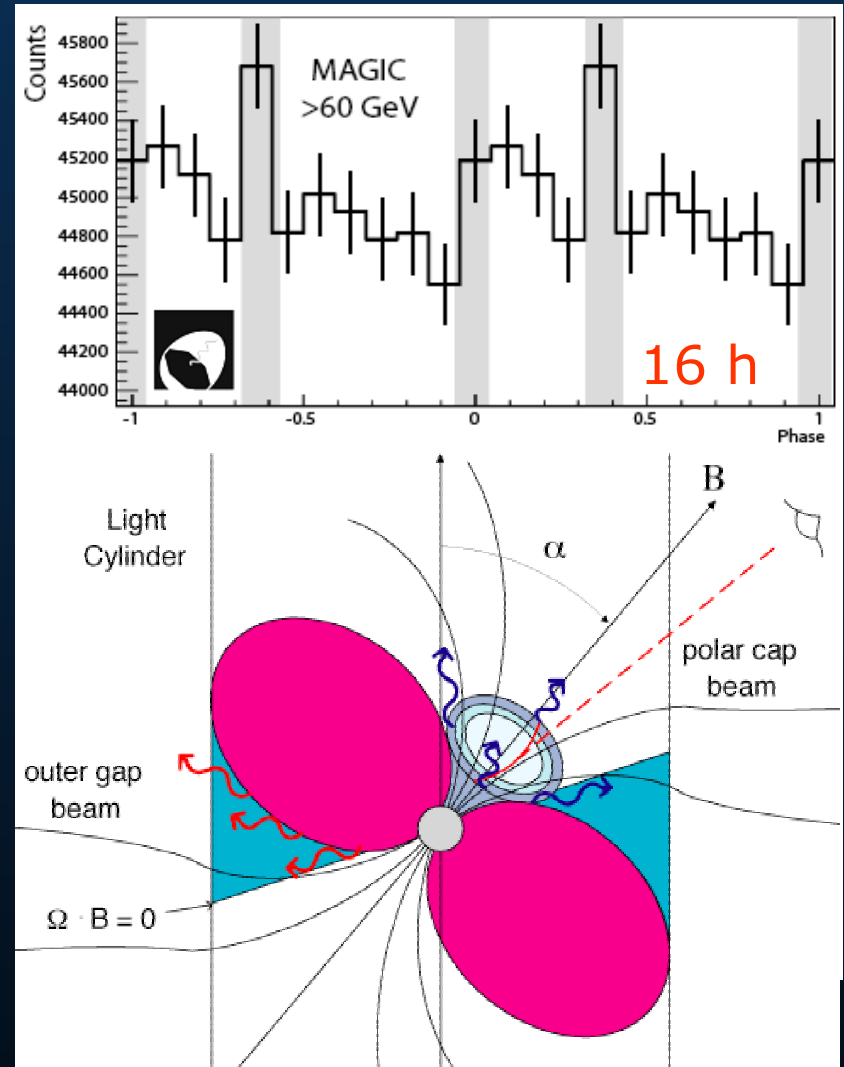 Counts
45800
45600
45400
45200
45000
44800
44600
44400
44200
44000
MAGIC
>60 GeV
16 h
-1
-0.5
0
0.5
1
Phase
Light
Cylinder
B
α
polar cap
beam
outer gap
beam
Ω · B = 0